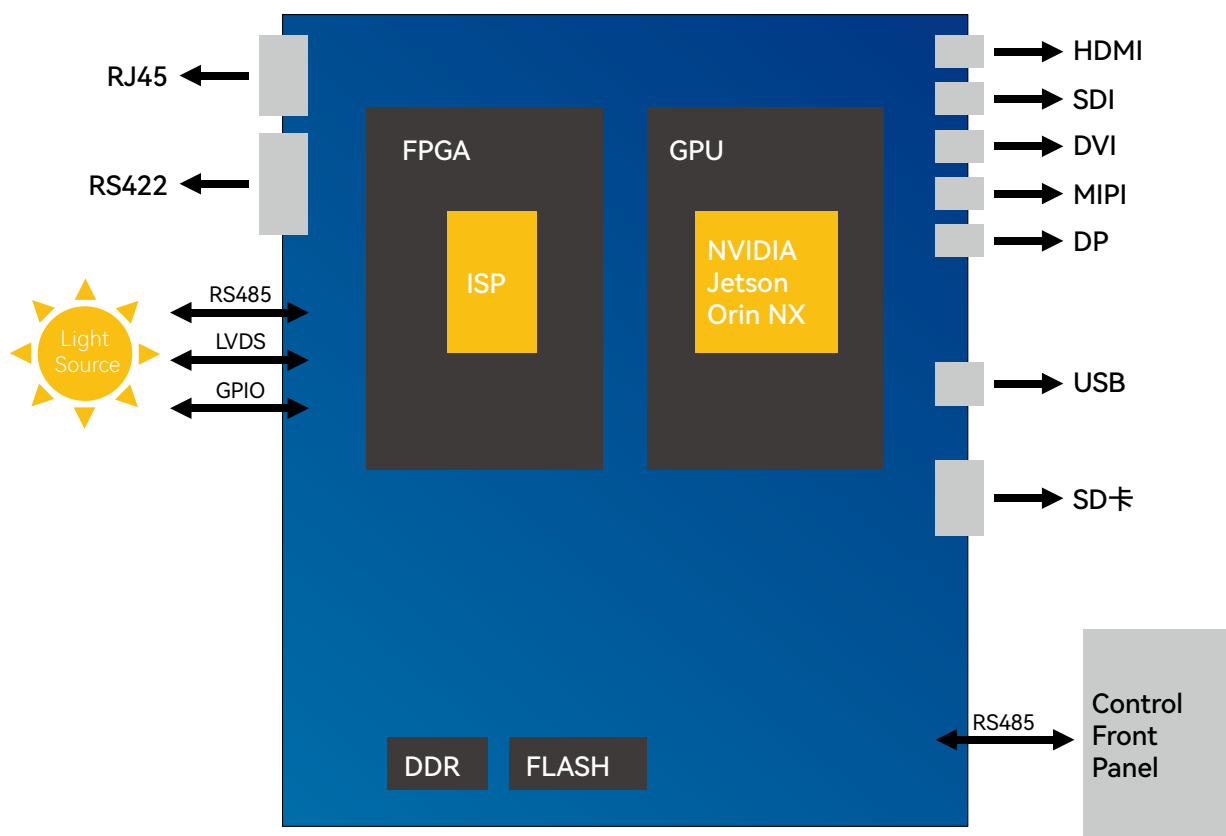 RJ45
RS422
RS485
LVDS
GPIO
Light
Source
FPGA
ISP
GPU
NVIDIA
Jetson
Orin NX
DDR
FLASH
HDMI
SDI
DVI
MIPI
DP
USB
SD卡
RS485
Control
Front
Panel